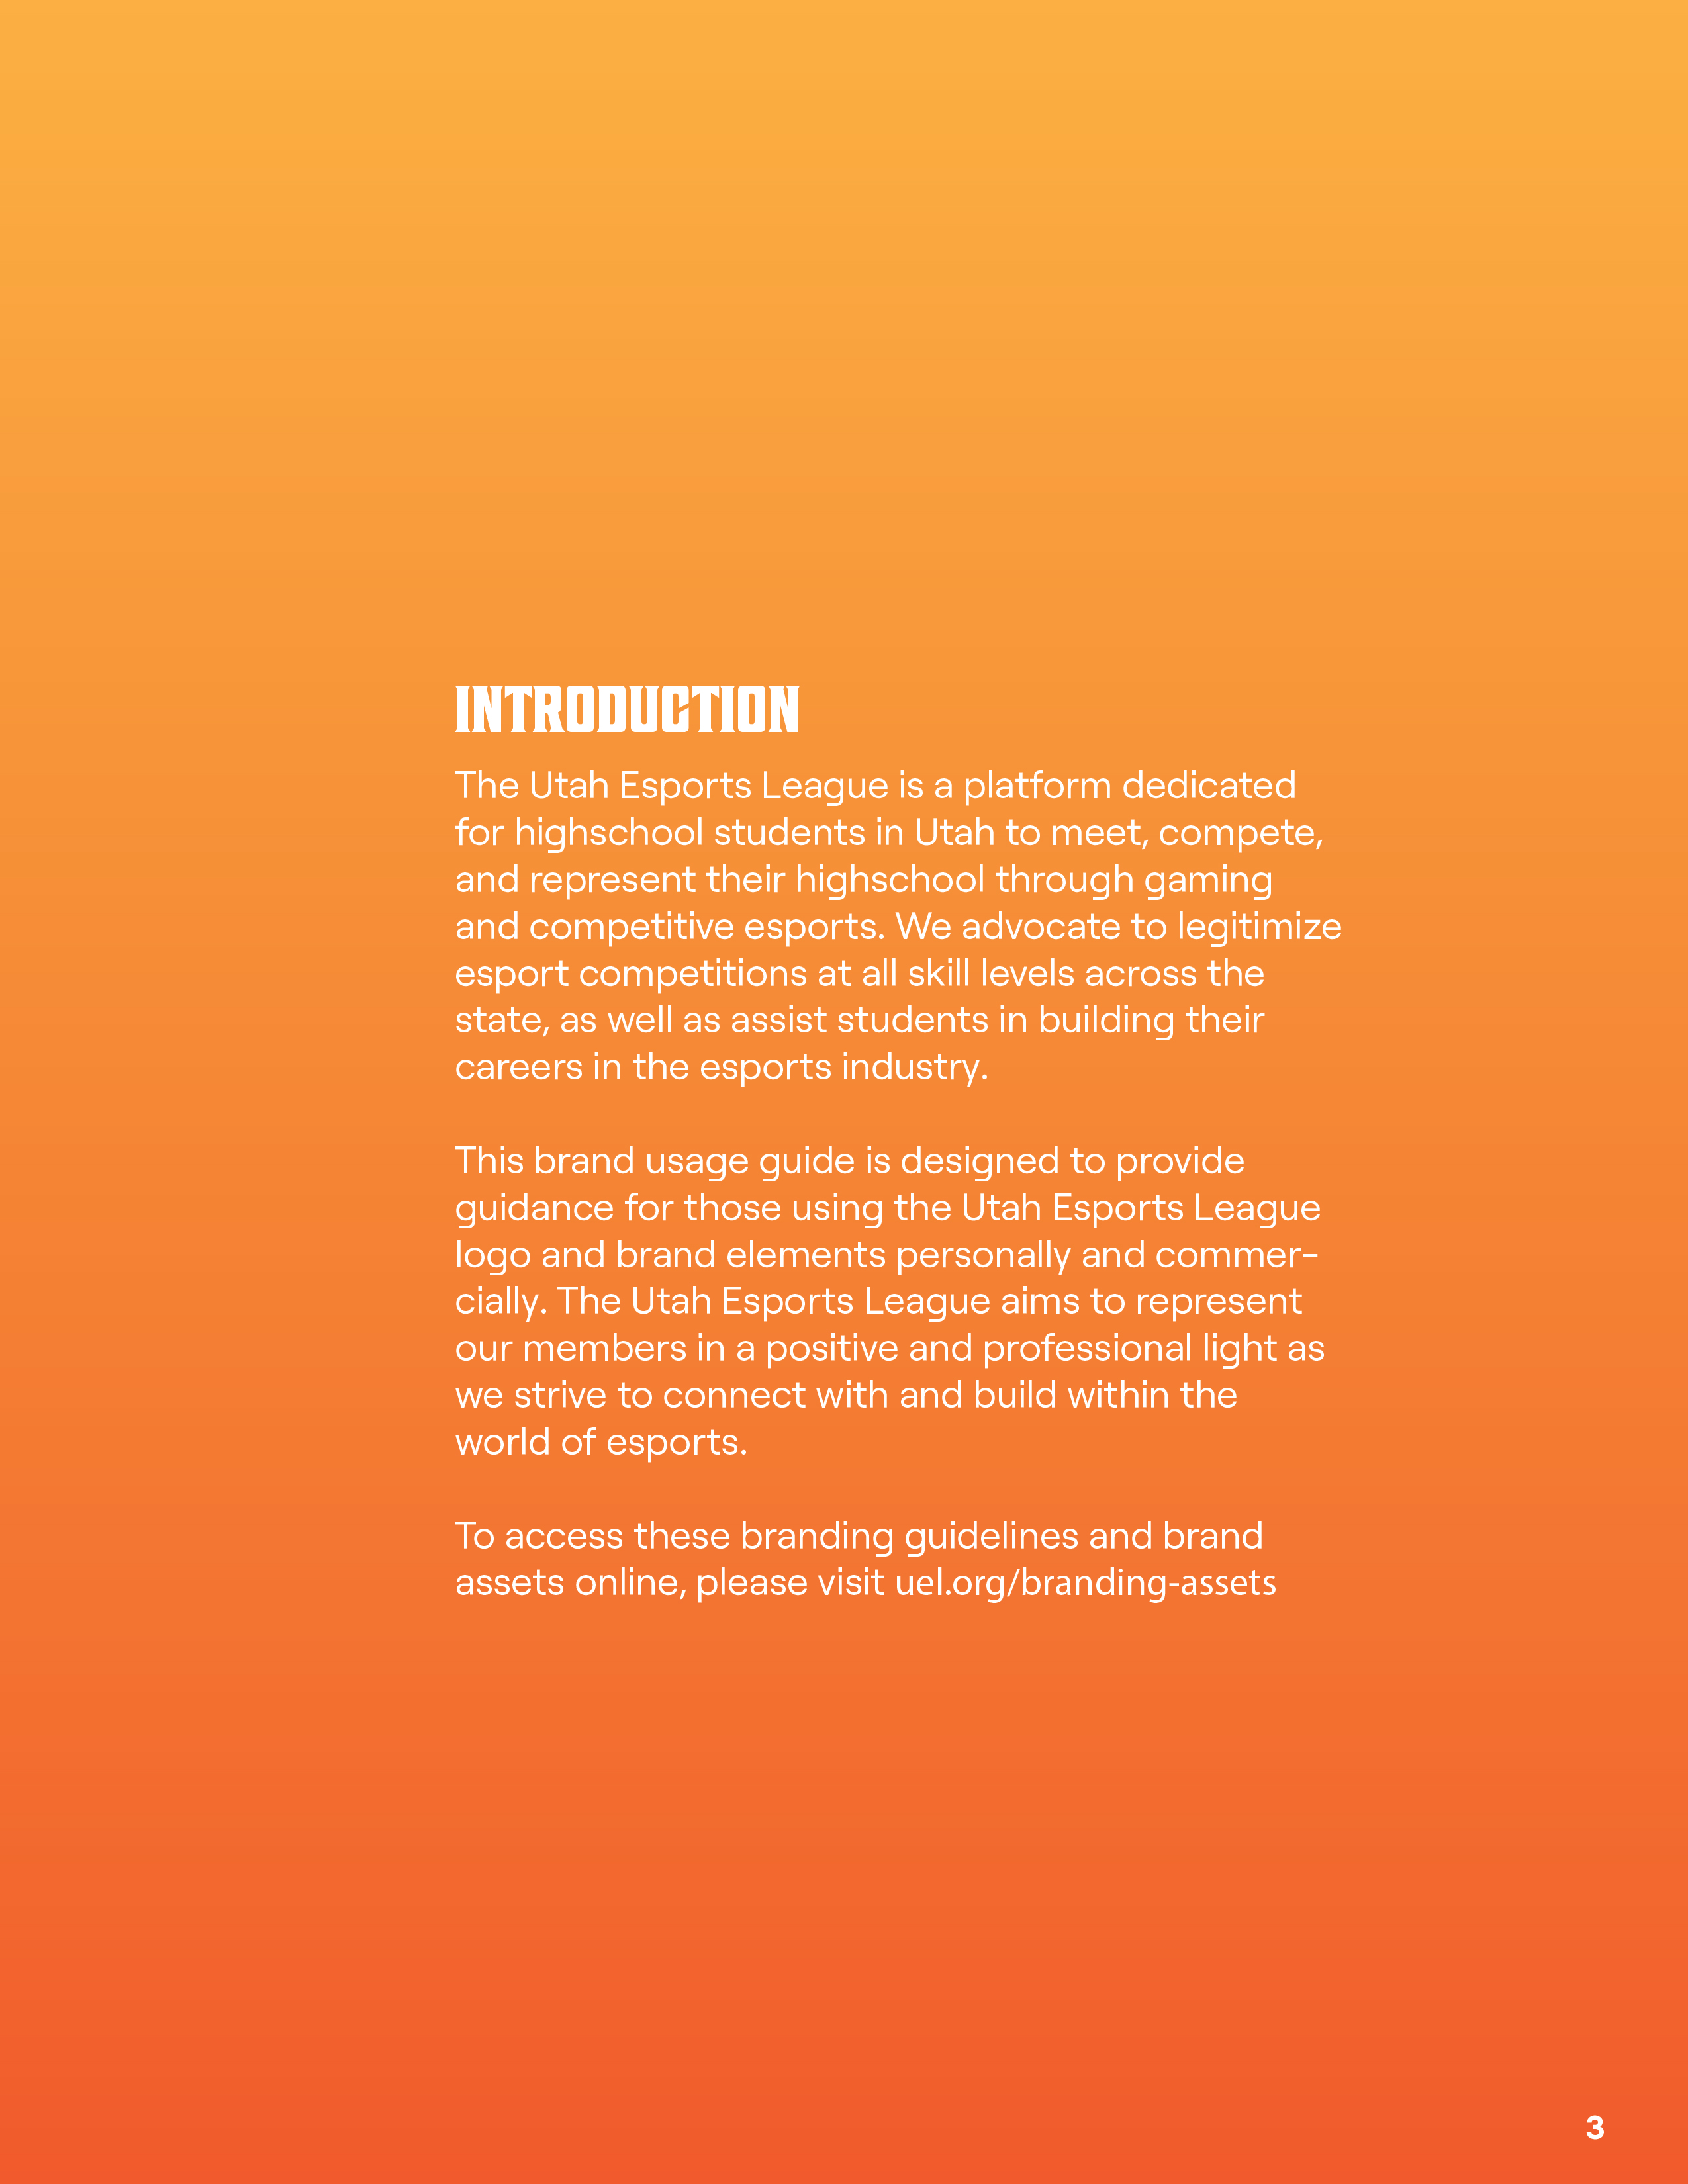 INTRODUCTION
The Utah Esports League is a platform dedicated
for highschool students in Utah to meet, compete,
and represent their highschool through gaming
and competitive esports. We advocate to legitimize
esport competitions at all skill levels across the
state, as well as assist students in building their
careers in the esports industry.
This brand usage guide is designed to provide
guidance for those using the Utah Esports League
logo and brand elements personally and commer-
cially. The Utah Esports League aims to represent
our members in a positive and professional light as
we strive to connect with and build within the
world of esports.
To access these branding guidelines and brand
assets online, please visit uel.org/branding-assets
3